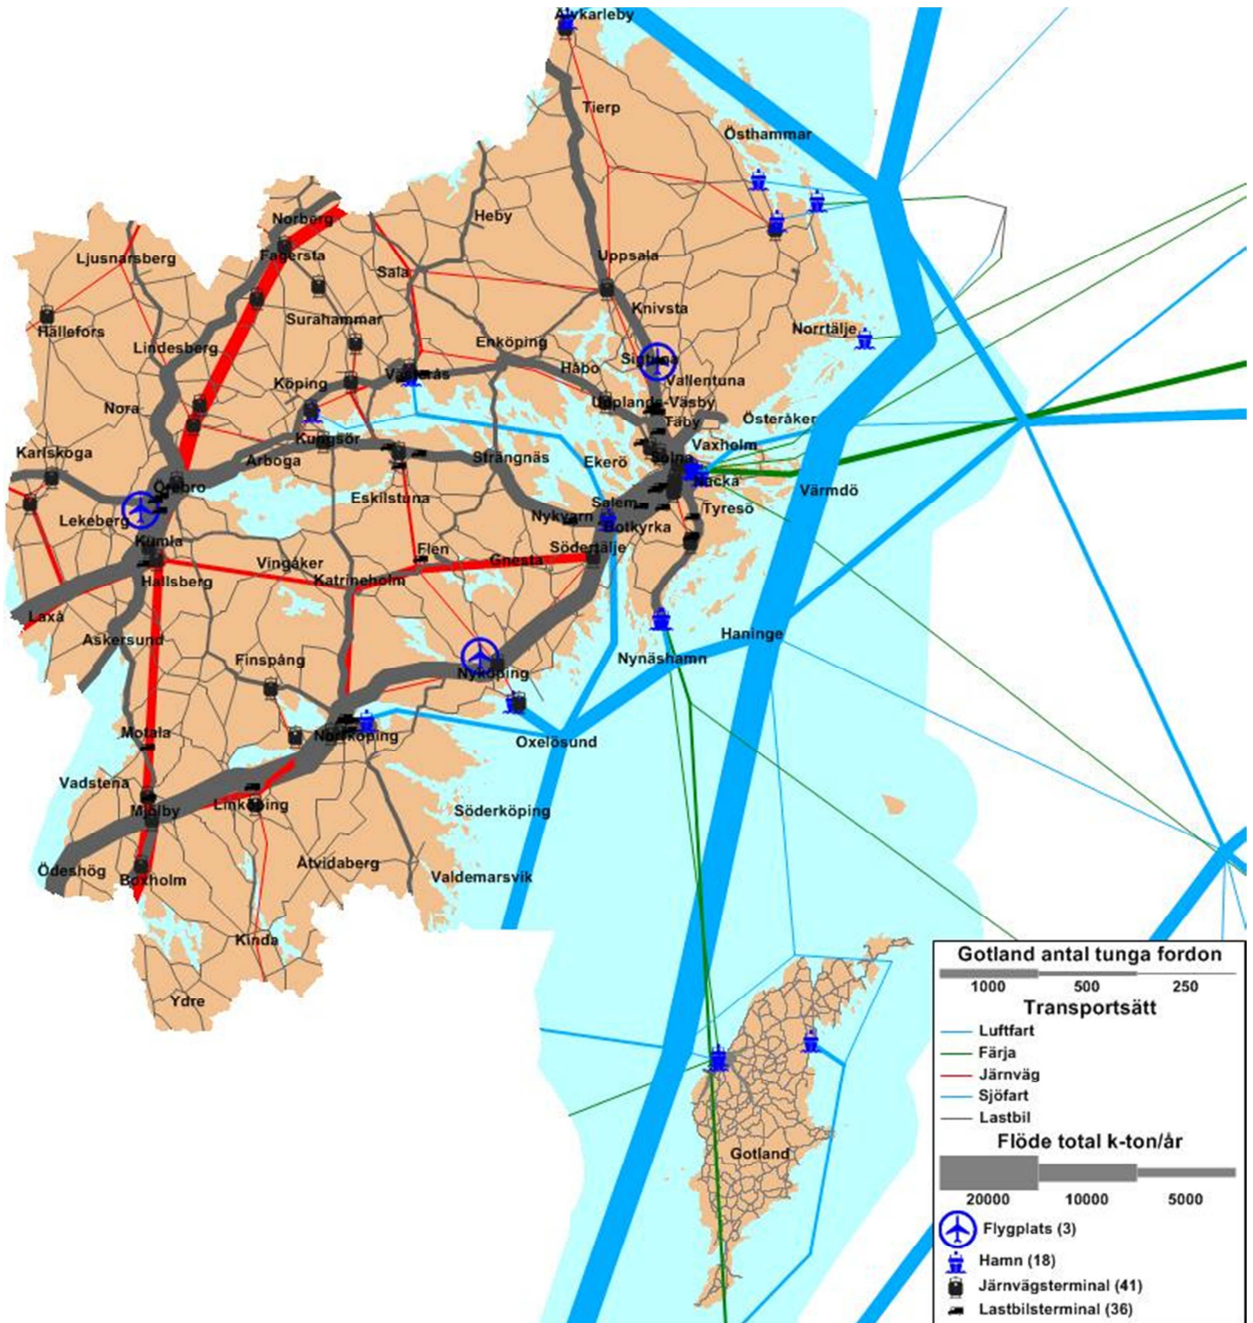 Älvkarleby
Tierp
Östhammar
Norberg
Heby
Ljusnarsberg
Fagersta
Sala
Uppsala
Knivsta
Surahammar
Hällefors
Norrtälje
Lindesberg
Enköping
Håbo
Sigtuna
Västerås
Vallentuna
Köping
Nora
Upplands-Väsby
Täby
Österåker
Kungsör
Vaxholm
Karlskoga
Arboga
Strängnäs
Ekerö
Solna
Örebro
Nacka
Värmdö
Eskilstuna
Salem
Tyresö
Lekeberg
Nykvarn
Botkyrka
Kumla
Flen
Södertälje
Vingåker
Gnesta
Hallsberg
Katrineholm
Laxå
Askersund
Haninge
Finspång
Nynäshamn
Nyköping
Motala
Norrköping
Oxelösund
Vadstena
Linköping
Mjölby
Söderköping
Ödeshög
Åtvidaberg
Boxholm
Valdemarsvik
Kinda
Ydre
Gotland
Gotland antal tunga fordon
1000 500 250
Transportsätt
Luftfart
Färja
Järnväg
Sjöfart
Lastbil
Flöde total k-ton/år
20000 10000 5000
Flygplats (3)
Hamn (18)
Järnvägsterminal (41)
Lastbilsterminal (36)